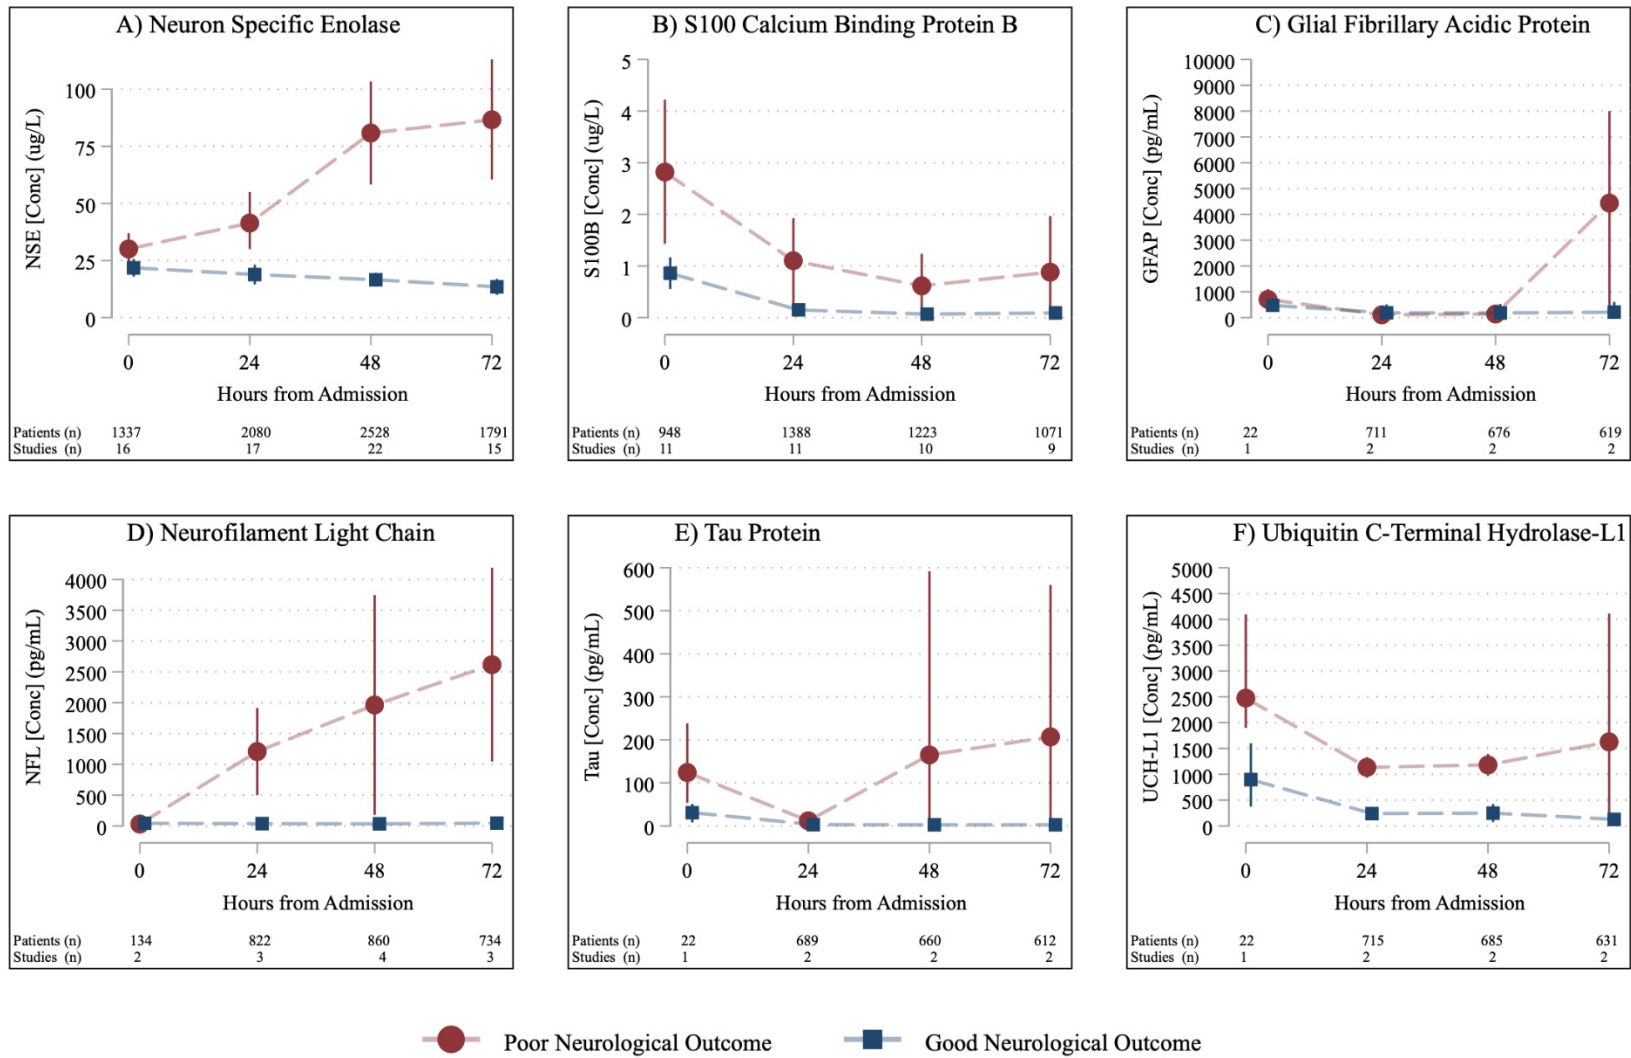 A) Neuron Specific Enolase
NSE [Conc] (ug/L)
100
75
50
25
0
0 24 48 72
Hours from Admission
Patients (n) 1337 2080 2528 1791
Studies (n) 16 17 22 15
B) S100 Calcium Binding Protein B
S100B [Conc] (ug/L)
5
4
3
2
1
0
0 24 48 72
Hours from Admission
Patients (n) 948 1388 1223 1071
Studies (n) 11 11 10 9
C) Glial Fibrillary Acidic Protein
GFAP [Conc] (pg/mL)
10000
9000
8000
7000
6000
5000
4000
3000
2000
1000
0
0 24 48 72
Hours from Admission
Patients (n) 22 711 676 619
Studies (n) 1 2 2 2
D) Neurofilament Light Chain
NFL [Conc] (pg/mL)
4000
3500
3000
2500
2000
1500
1000
500
0
0 24 48 72
Hours from Admission
Patients (n) 134 822 860 734
Studies (n) 2 3 4 3
E) Tau Protein
Tau [Conc] (pg/mL)
600
500
400
300
200
100
0
0 24 48 72
Hours from Admission
Patients (n) 22 689 660 612
Studies (n) 1 2 2 2
F) Ubiquitin C-Terminal Hydrolase-L1
UCH-L1 [Conc] (pg/mL)
5000
4500
4000
3500
3000
2500
2000
1500
1000
500
0
0 24 48 72
Hours from Admission
Patients (n) 22 715 685 631
Studies (n) 1 2 2 2
Poor Neurological Outcome
Good Neurological Outcome